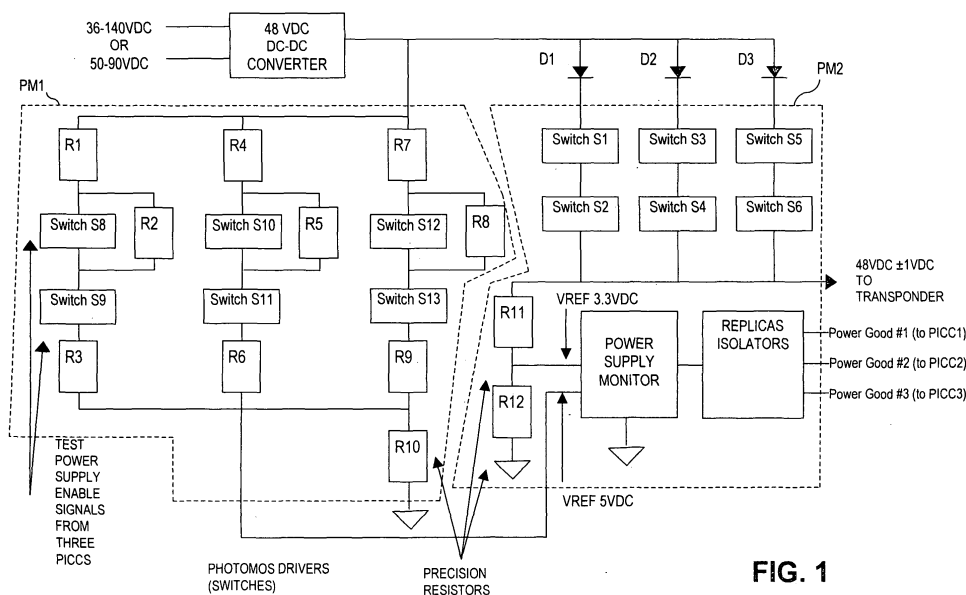 36-140VDC
OR
50-90VDC
48 VDC
DC-DC
CONVERTER
D1
D2
D3
PM1
PM2
R1
R4
R7
Switch S1
Switch S3
Switch S5
Switch S8
R2
Switch S10
R5
Switch S12
R8
Switch S2
Switch S4
Switch S6
Switch S9
Switch S11
Switch S13
48VDC ±1VDC
TO
TRANSPONDER
R3
R6
R9
R11
VREF 3.3VDC
POWER
SUPPLY
MONITOR
REPLICAS
ISOLATORS
Power Good #1 (to PICC1)
Power Good #2 (to PICC2)
Power Good #3 (to PICC3)
R12
R10
VREF 5VDC
TEST
POWER
SUPPLY
ENABLE
SIGNALS
FROM
THREE
PICCS
PHOTOMOS DRIVERS
(SWITCHES)
PRECISION
RESISTORS
FIG. 1